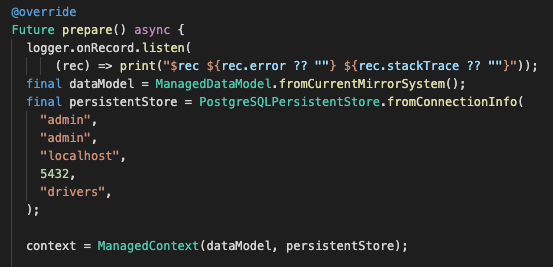 @override
Future prepare() async {
logger.onRecord.listen(
(rec) => print("$rec ${rec.error ?? ""} ${rec.stackTrace ?? ""}"));
final dataModel = ManagedDataModel.fromCurrentMirrorSystem();
final persistentStore = PostgreSQLPersistentStore.fromConnectionInfo(
"admin",
"admin",
"localhost",
5432,
"drivers",
);
context = ManagedContext(dataModel, persistentStore);